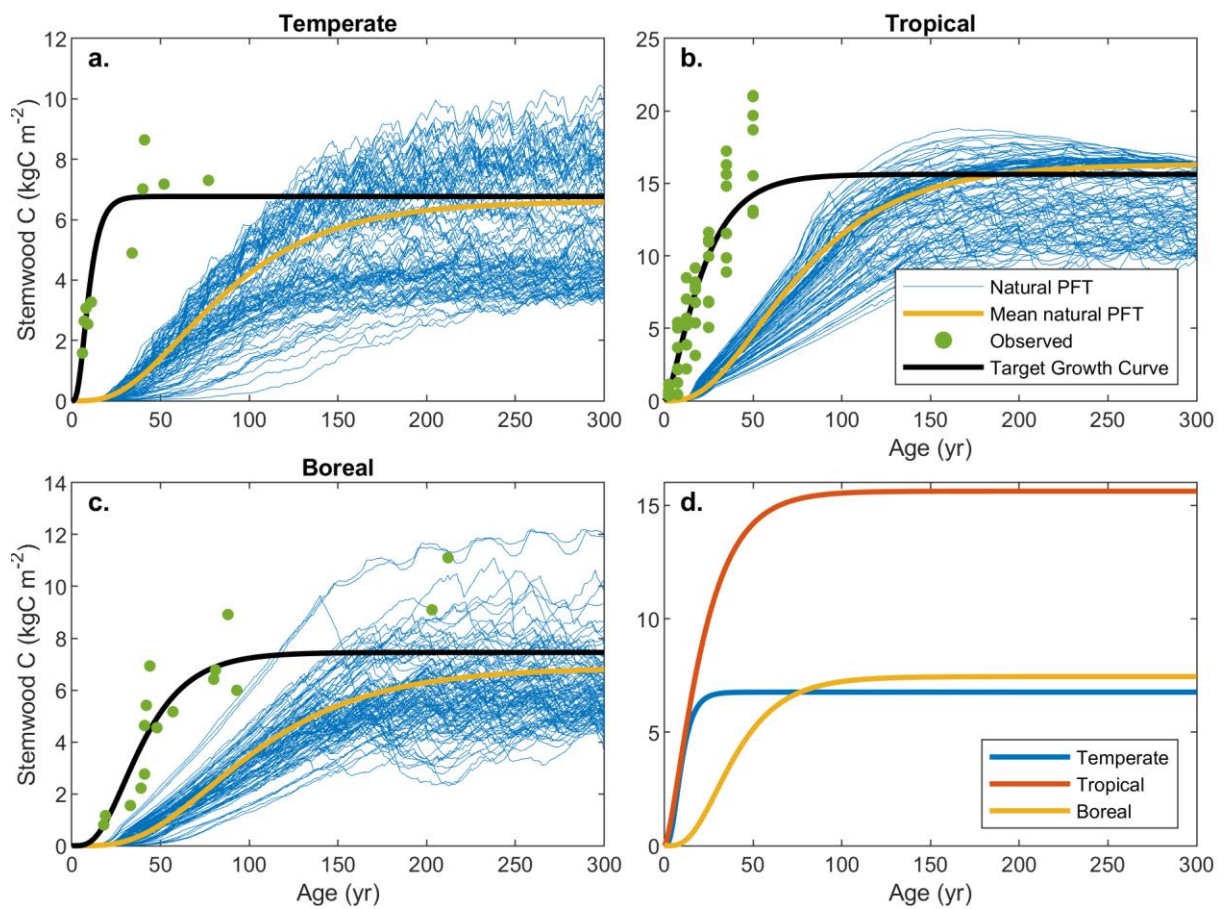 Temperate
a.
12
10
8
6
4
2
0
Stemwood C (kgC m⁻²)
0 50 100 150 200 250 300
Tropical
b.
25
20
15
10
5
0
Natural PFT
Mean natural PFT
Observed
Target Growth Curve
0 50 100 150 200 250 300
Age (yr)
Boreal
c.
14
12
10
8
6
4
2
0
Stemwood C (kgC m⁻²)
0 50 100 150 200 250 300
Age (yr)
d.
15
10
5
0
Temperate
Tropical
Boreal
0 50 100 150 200 250 300
Age (yr)